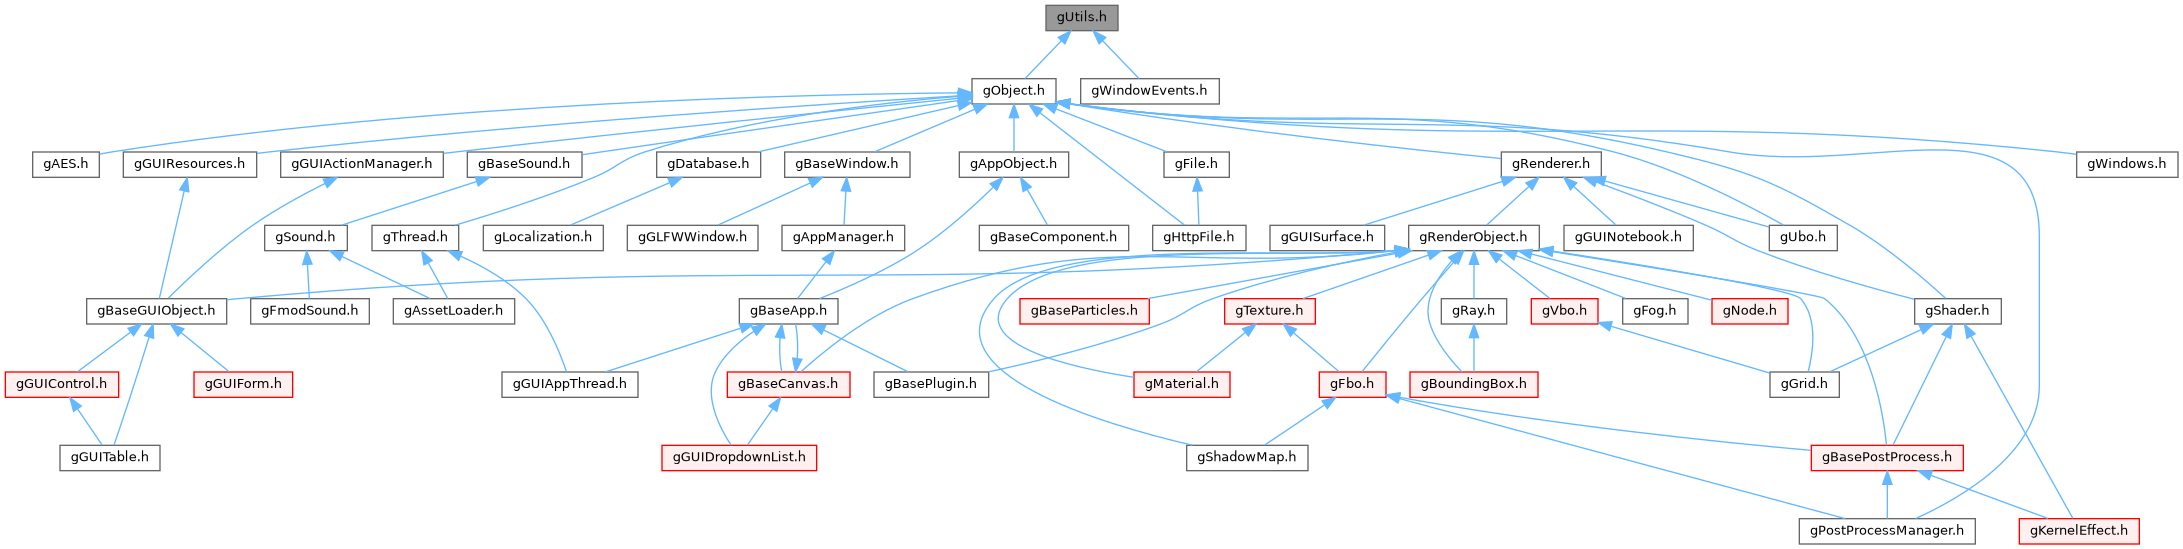 gUtils.h
gObject.h
gWindowEvents.h
gAES.h
gGUIResources.h
gGUIActionManager.h
gBaseSound.h
gDatabase.h
gBaseWindow.h
gAppObject.h
gFile.h
gRenderer.h
gWindows.h
gSound.h
gThread.h
gLocalization.h
gGLFWWindow.h
gAppManager.h
gBaseComponent.h
gHttpFile.h
gGUISurface.h
gRenderObject.h
gGUINotebook.h
gUbo.h
gBaseGUIObject.h
gFmodSound.h
gAssetLoader.h
gBaseApp.h
gBaseParticles.h
gTexture.h
gRay.h
gVbo.h
gFog.h
gNode.h
gShader.h
gGUIControl.h
gGUIForm.h
gGUIAppThread.h
gBaseCanvas.h
gBasePlugin.h
gMaterial.h
gFbo.h
gBoundingBox.h
gGrid.h
gGUITable.h
gGUIDropdownList.h
gShadowMap.h
gBasePostProcess.h
gPostProcessManager.h
gKernelEffect.h